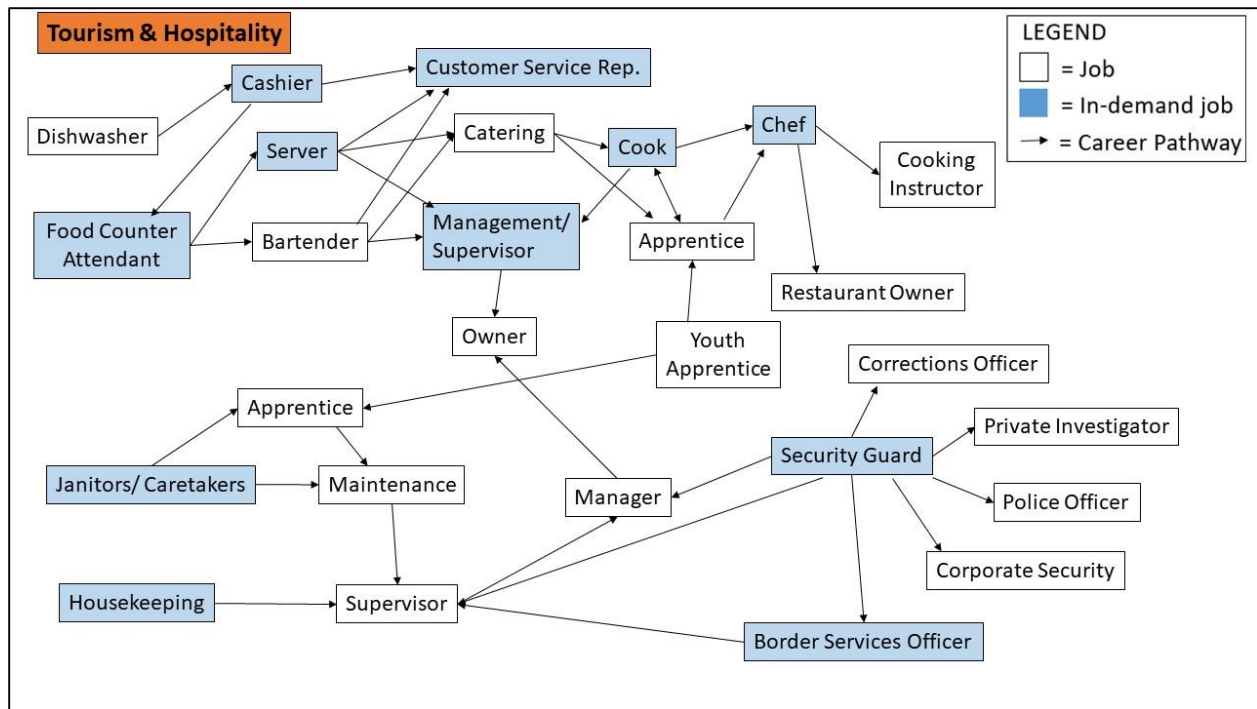 Tourism & Hospitality
LEGEND
= Job
= In-demand job
= Career Pathway
Cashier
Customer Service Rep.
Dishwasher
Server
Catering
Cook
Chef
Cooking
Instructor
Food Counter
Attendant
Bartender
Management/
Supervisor
Apprentice
Restaurant Owner
Owner
Youth
Apprentice
Corrections Officer
Apprentice
Private Investigator
Janitors/ Caretakers
Maintenance
Manager
Security Guard
Police Officer
Corporate Security
Housekeeping
Supervisor
Border Services Officer